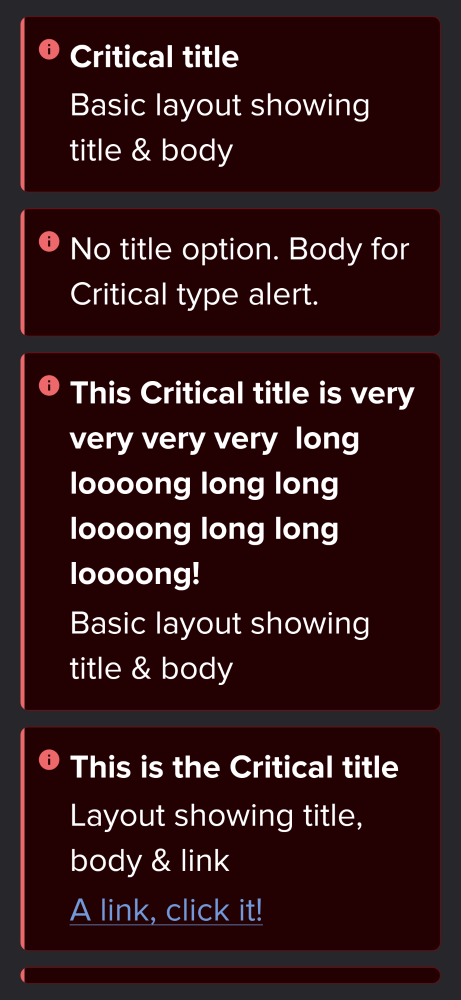 Critical title
Basic layout showing
title & body
No title option. Body for
Critical type alert.
This Critical title is very
very very very  long
loooong long long
loooong long long
loooong!
Basic layout showing
title & body
This is the Critical title
Layout showing title,
body & link
A link, click it!